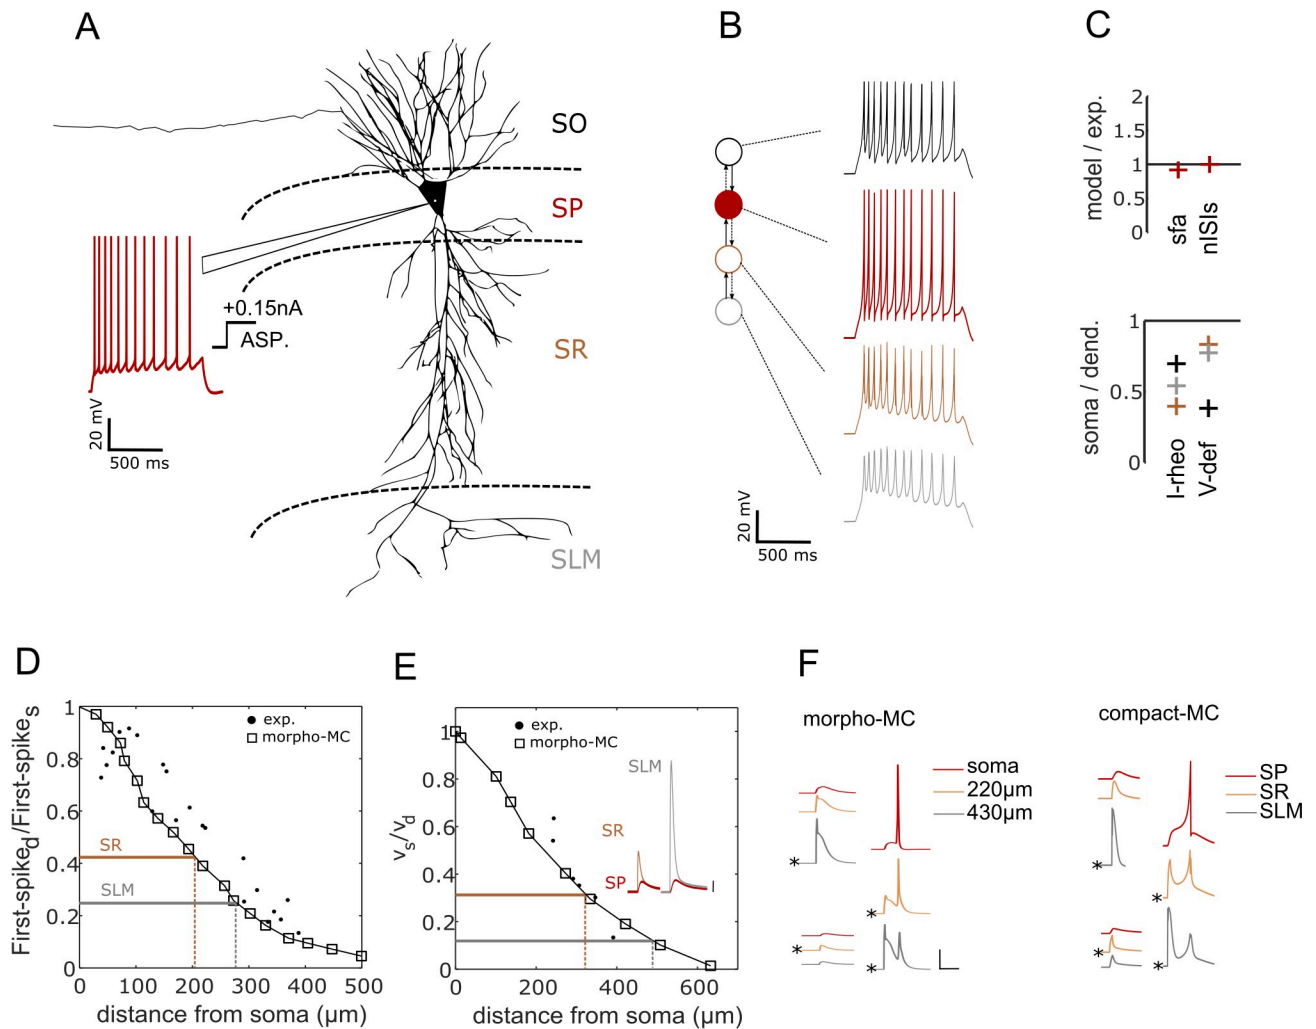 A
SO
SP
+0.15nA
ASP.
SR
20 mV
500 ms
SLM
B
20 mV
500 ms
C
model / exp.
2
1.5
1
0.5
0
sfa
nISIs
soma / dend.
1
0.5
0
I-rheo
V-def
D
First-spike_d/First-spike_s
1
0.8
0.6
0.4
0.2
0
exp.
morpho-MC
SR
SLM
0 100 200 300 400 500
distance from soma (µm)
E
v_s/v_d
1
0.8
0.6
0.4
0.2
0
exp.
morpho-MC
SLM
SR
SP
0 200 400 600
distance from soma (µm)
F
morpho-MC
soma
220µm
430µm
*
*
*
*
compact-MC
SP
SR
SLM
*
*
*
*